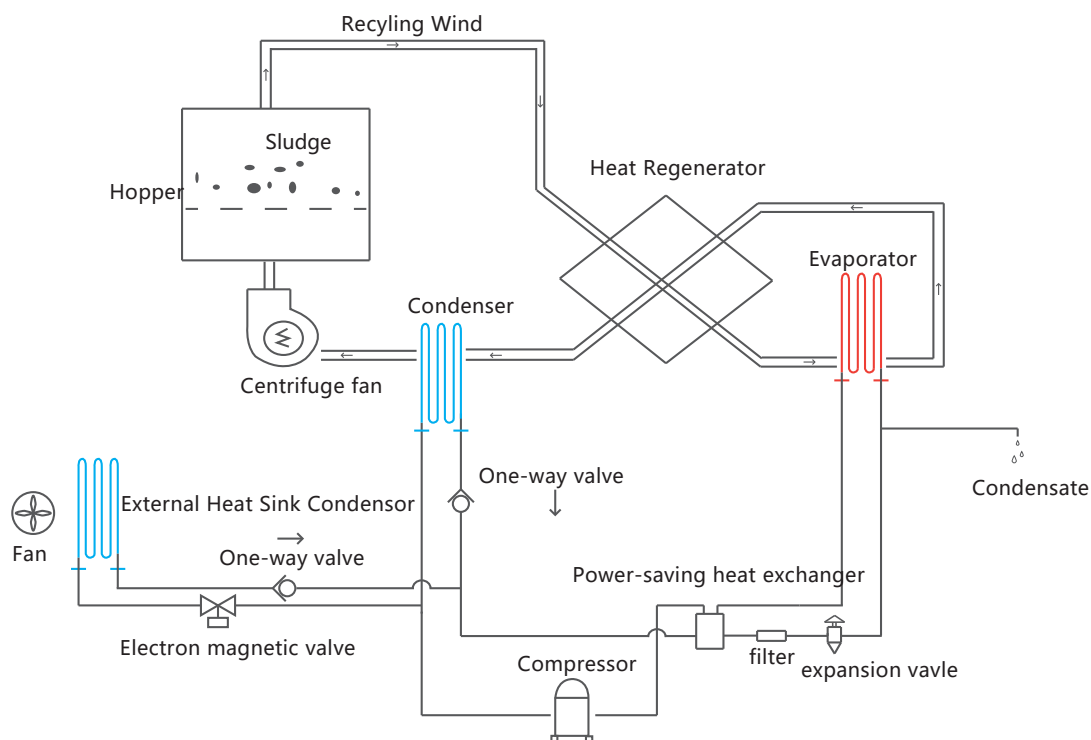 Recyling Wind
Sludge
Heat Regenerator
Hopper
Evaporator
Condenser
Centrifuge fan
One-way valve
Condensate
External Heat Sink Condensor
Fan
One-way valve
Power-saving heat exchanger
Electron magnetic valve
filter
Compressor
expansion vavle